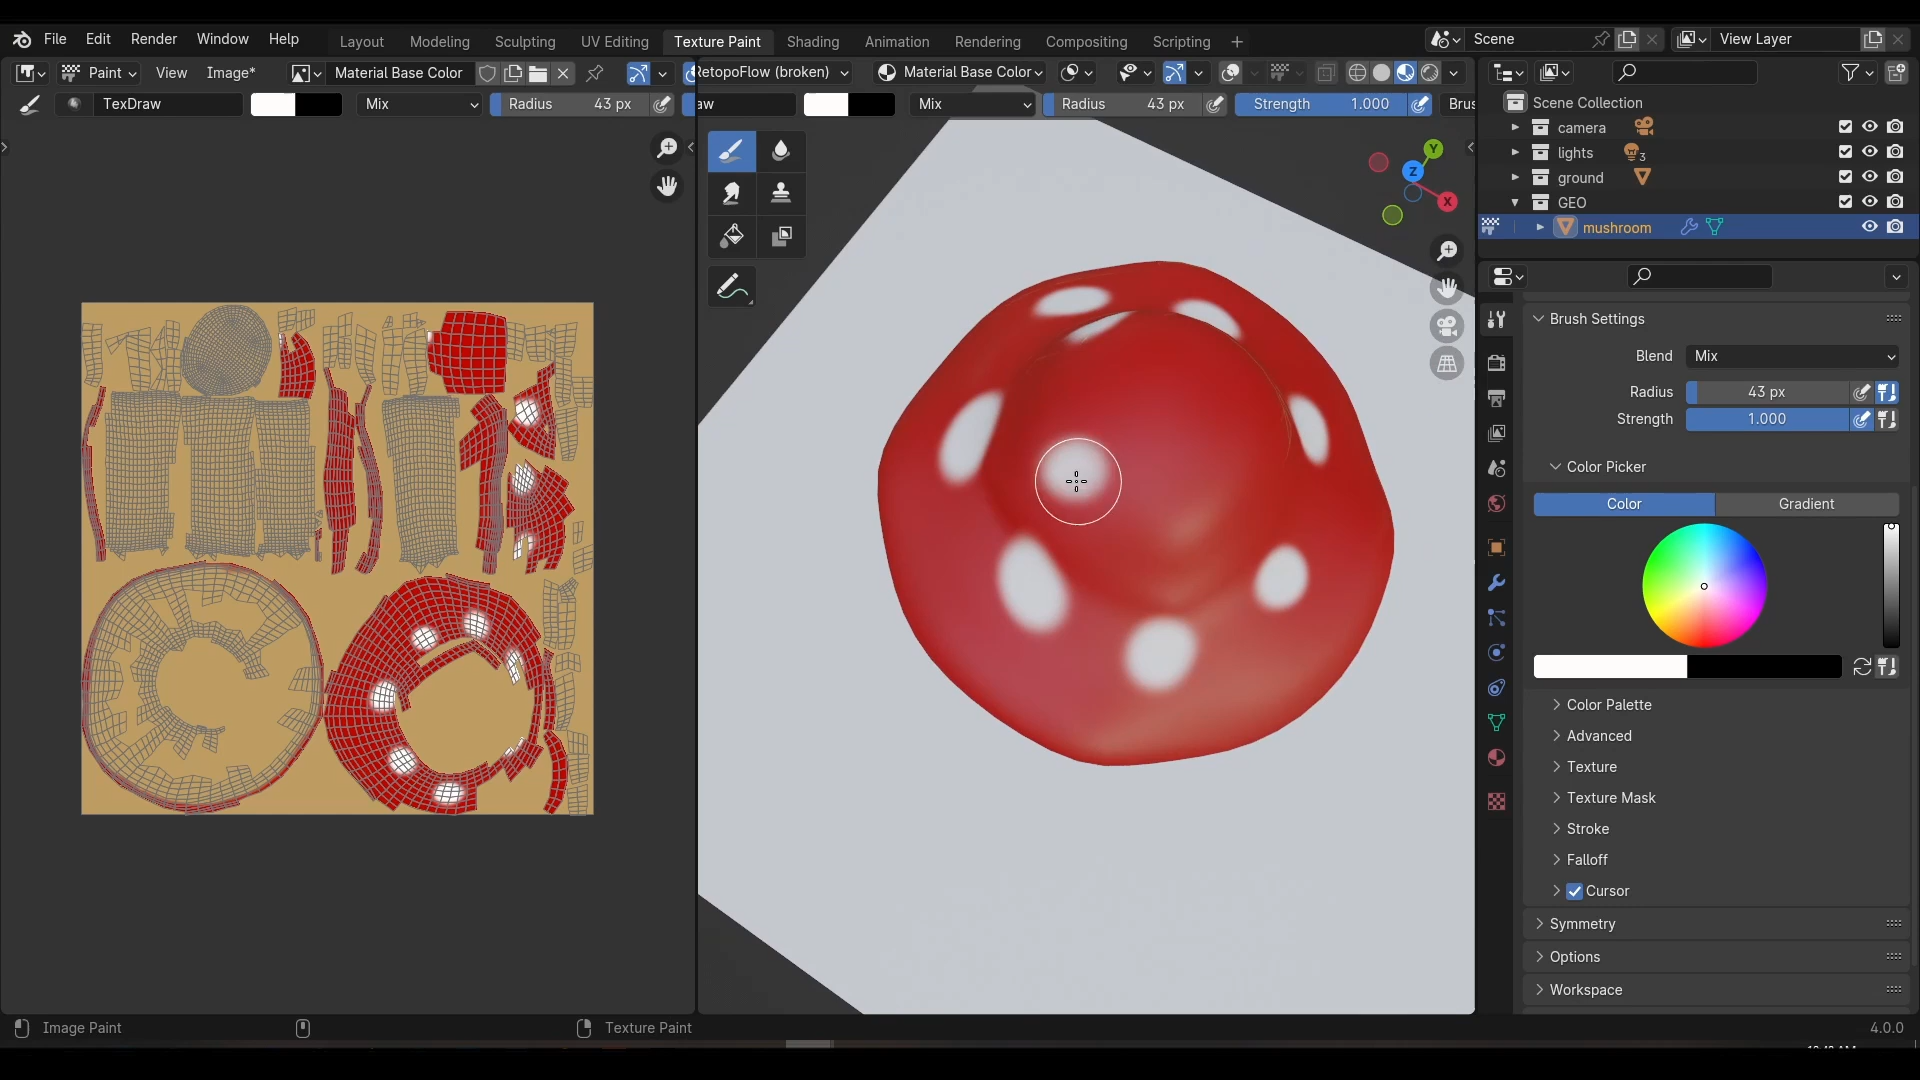 File Edit Render Window Help Layout Modeling Sculpting UV Editing Texture Paint Shading Animation Rendering Compositing Scripting + Scene View Layer
Paint View Image* Material Base Color RetopoFlow (broken) Material Base Color
TexDraw Mix Radius 43 px aw Mix Radius 43 px Strength 1.000 Brus
Scene Collection
camera
lights 3
ground
GEO
mushroom
Y
Z
X
Brush Settings
Blend Mix
Radius 43 px
Strength 1.000
Color Picker
Color Gradient
Color Palette
Advanced
Texture
Texture Mask
Stroke
Falloff
Cursor
Symmetry
Options
Workspace
Image Paint Texture Paint 4.0.0